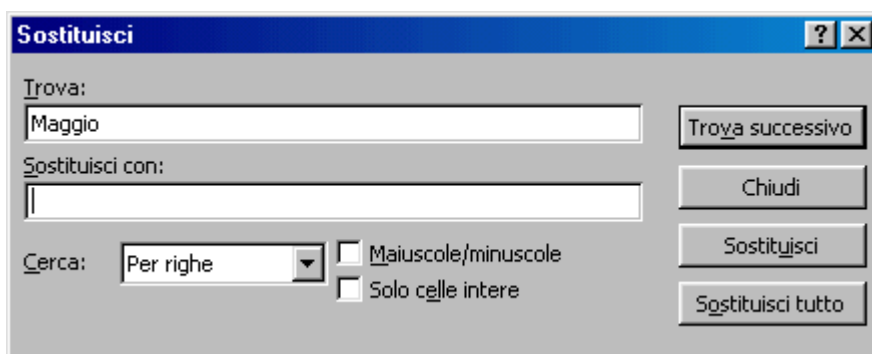 Sostituisci
Trova:
Maggio
Trova successivo
Sostituisci con:
Chiudi
Cerca:
Per righe
Maiuscole/minuscole
Solo celle intere
Sostituisci
Sostituisci tutto